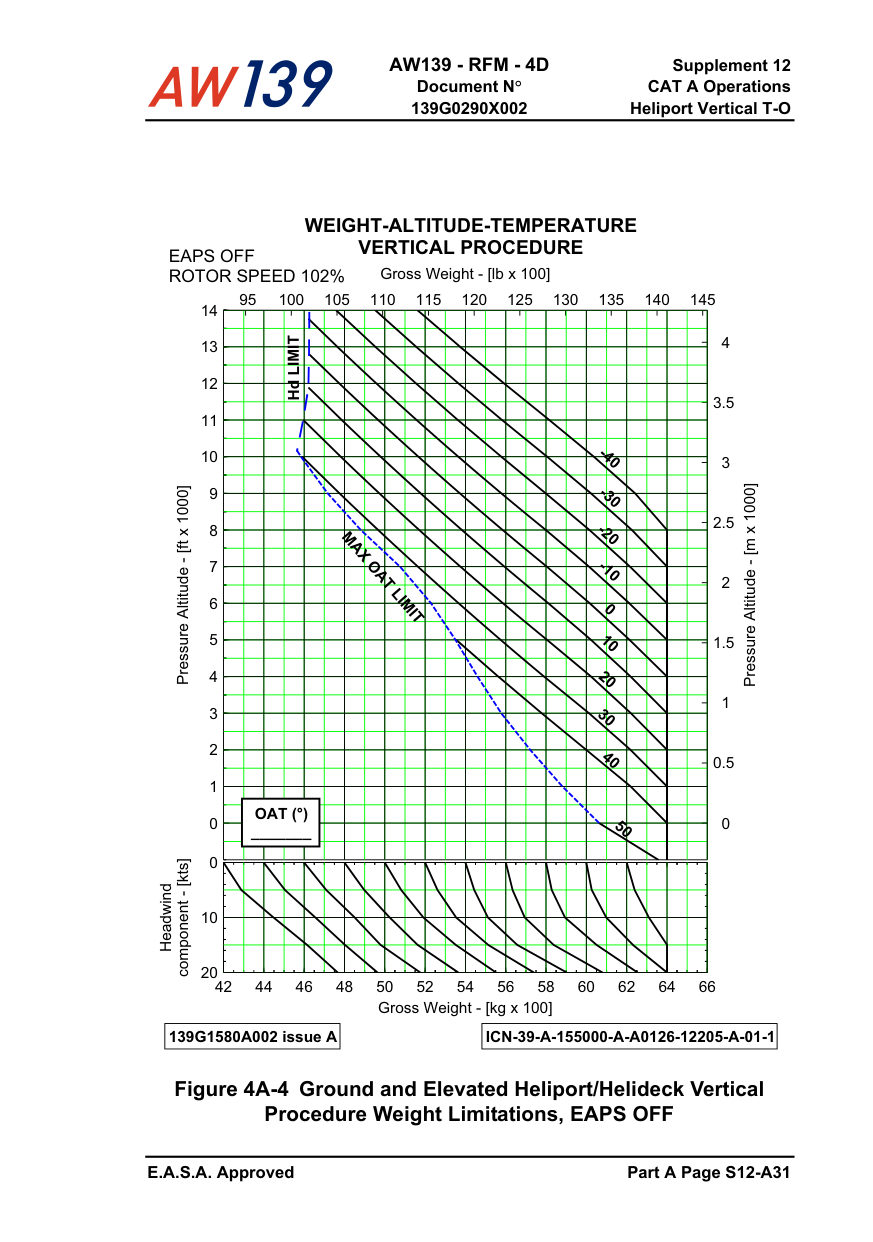 AW139
AW139 - RFM - 4D
Document N°
139G0290X002
Supplement 12
CAT A Operations
Heliport Vertical T-O
WEIGHT-ALTITUDE-TEMPERATURE
VERTICAL PROCEDURE
EAPS OFF
ROTOR SPEED 102%
Gross Weight - [lb x 100]
95 100 105 110 115 120 125 130 135 140 145
14
13
12
11
10
9
8
7
6
5
4
3
2
1
0
Pressure Altitude - [ft x 1000]
4
3.5
3
2.5
2
1.5
1
0.5
0
Pressure Altitude - [m x 1000]
Hd LIMIT
MAX OAT LIMIT
-40
-30
-20
-10
0
10
20
30
40
50
OAT (°)
0
10
20
Headwind
component - [kts]
42 44 46 48 50 52 54 56 58 60 62 64 66
Gross Weight - [kg x 100]
139G1580A002 issue A
ICN-39-A-155000-A-A0126-12205-A-01-1
Figure 4A-4 Ground and Elevated Heliport/Helideck Vertical
Procedure Weight Limitations, EAPS OFF
E.A.S.A. Approved
Part A Page S12-A31